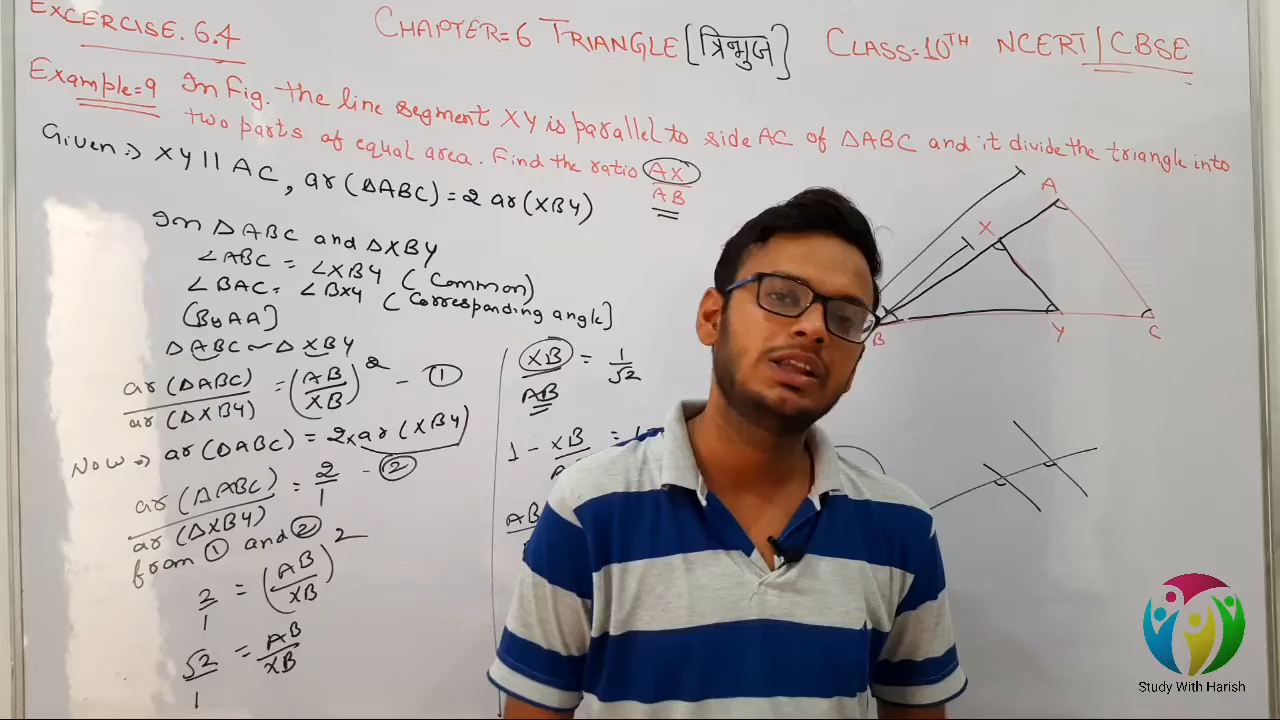 EXCERCISE. 6.4
CHAPTER=6 TRIANGLE [त्रिभुज] CLASS=10TH NCERT/CBSE
Example=9 In Fig. the line segment XY is parallel to side AC of ΔABC and it divide the triangle into
two parts of equal area. Find the ratio AX/AB
Given:⇒ XY || AC, ar(ΔABC) = 2 ar(XBY)
In ΔABC and ΔXBY
∠ABC = ∠XBY (Common)
∠BAC = ∠BXY (Corresponding angle]
[By AA]
ΔABC ~ ΔXBY
ar(ΔABC)/ar(ΔXBY) = (AB/XB)² - ①
Now ⇒ ar(ΔABC) = 2×ar(XBY)
ar(ΔABC)/ar(ΔXBY) = 2/1 - ②
from ① and ②
2/1 = (AB/XB)²
√2/1 = AB/XB
XB/AB = 1/√2
1 - XB
AB
A
X
B
Y
C
Study With Harish